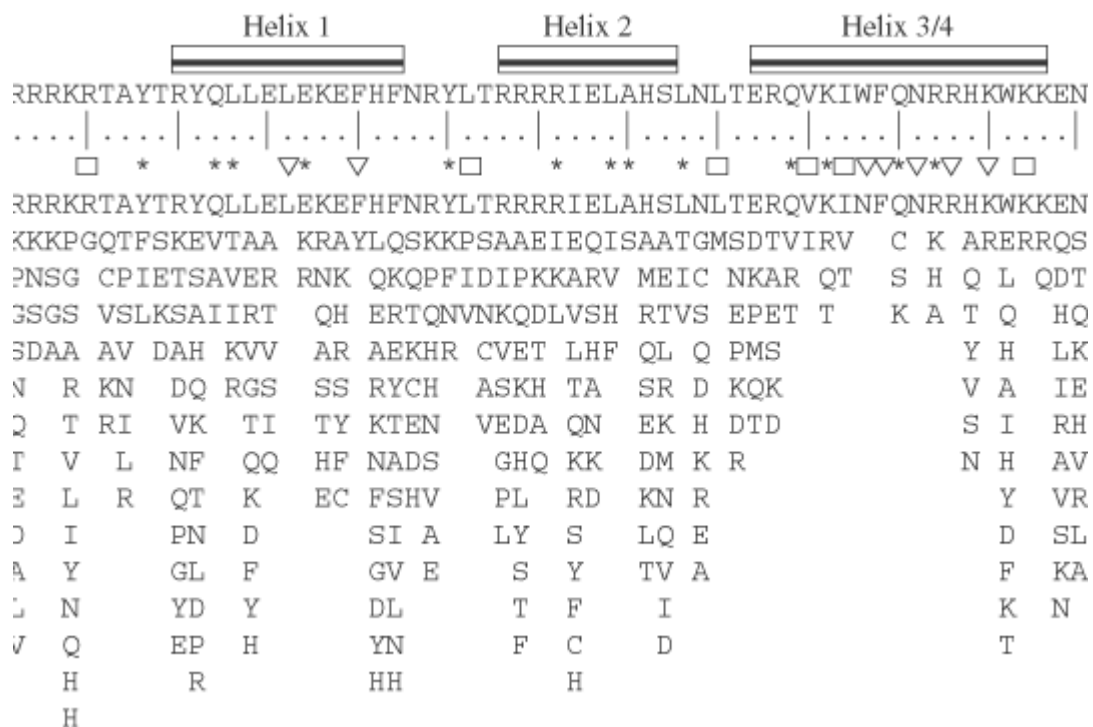 Helix 1 Helix 2 Helix 3/4
RRRKRTAYTRYQLLELEKEFHFNRYLTRRRRIELAHSLNLTERQVKIWFQNRRHKWKKEN
....|....|....|....|....|....|....|....|....|....|....|....|
□ * ** ▽* ▽ *□ * ** * □ *□*□▽▽*▽*▽ ▽ □
RRRKRTAYTRYQLLELEKEFHFNRYLTRRRRIELAHSLNLTERQVKINFQNRRHKWKKEN
KKKPGQTFSKEVTAA KRAYLQSKKPSAAEIEQISAATGMSDTVIRV C K ARERRQS
PNSG CPIETSAVER RNK QKQPFIDIPKKARV MEIC NKAR QT S H Q L QDT
GSGS VSLKSAIIRT QH ERTQNVNKQDLVSH RTVS EPET T K A T Q HQ
SDAA AV DAH KVV AR AEKHR CVET LHF QL Q PMS Y H LK
N R KN DQ RGS SS RYCH ASKH TA SR D KQK V A IE
Q T RI VK TI TY KTEN VEDA QN EK H DTD S I RH
T V L NF QQ HF NADS GHQ KK DM K R N H AV
E L R QT K EC FSHV PL RD KN R Y VR
D I PN D SI A LY S LQ E D SL
A Y GL F GV E S Y TV A F KA
L N YD Y DL T F I K N
V Q EP H YN F C D T
H R HH H
H